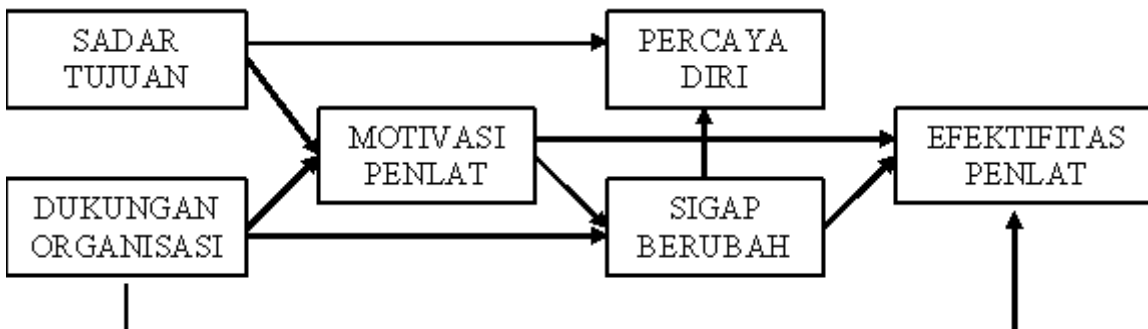 SADAR
TUJUAN
PERCAYA
DIRI
MOTIVASI
PENLAT
EFEKTIFITAS
PENLAT
DUKUNGAN
ORGANISASI
SIGAP
BERUBAH